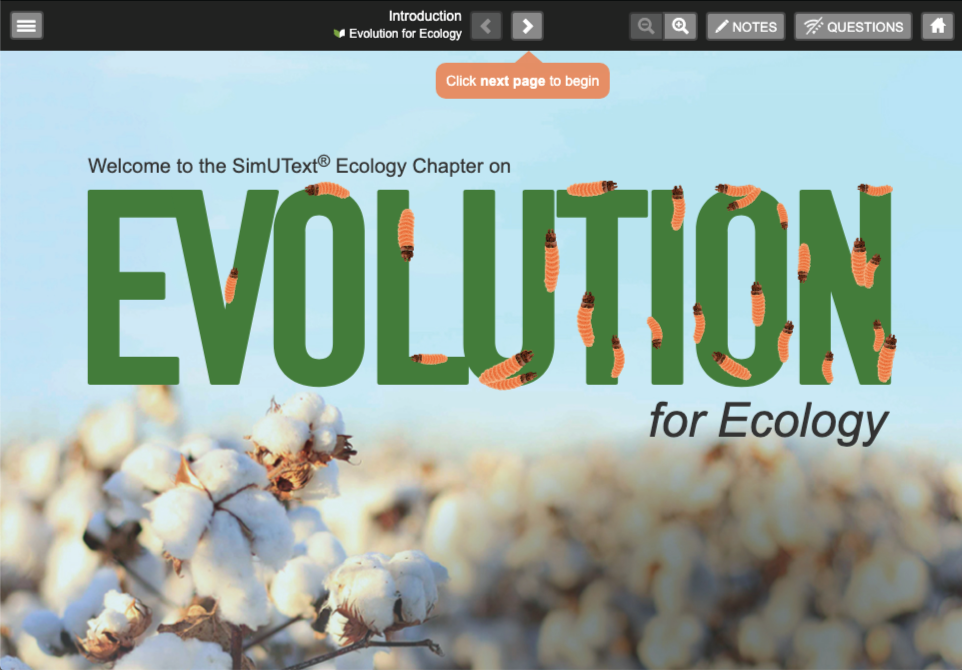 Introduction
Evolution for Ecology
NOTES
QUESTIONS
Click next page to begin
Welcome to the SimUText® Ecology Chapter on
EVOLUTION
for Ecology